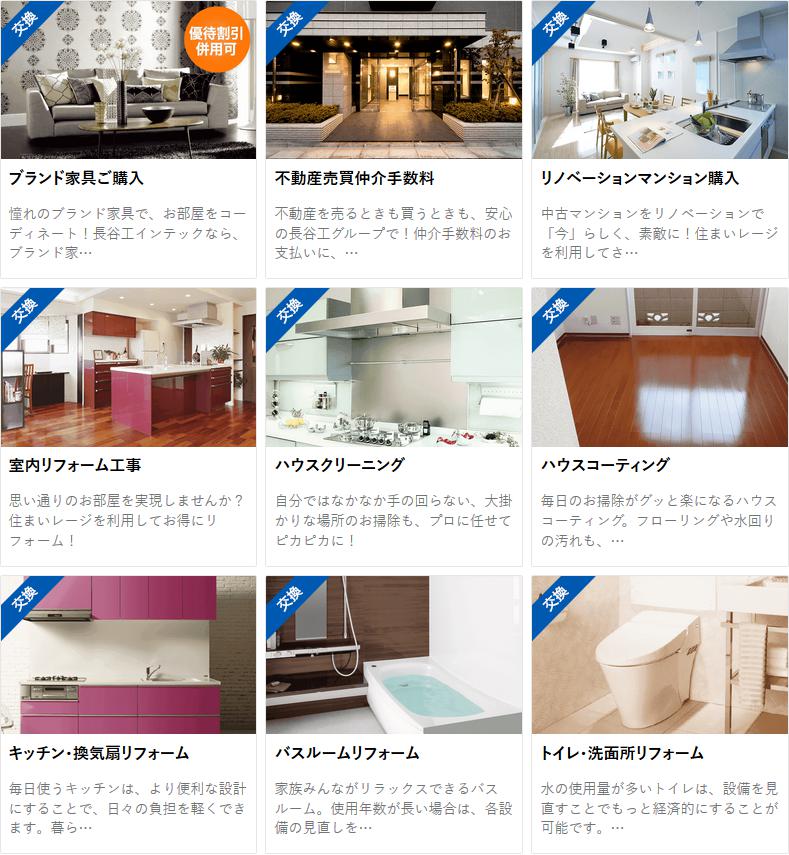 交換
優待割引
併用可
ブランド家具ご購入
憧れのブランド家具で、お部屋をコー
ディネート！長谷工インテックなら、
ブランド家…
交換
不動産売買仲介手数料
不動産を売るときも買うときも、安心
の長谷工グループで！仲介手数料のお
支払いに、…
交換
リノベーションマンション購入
中古マンションをリノベーションで
「今」らしく、素敵に！住まいレージ
を利用してさ…
交換
室内リフォーム工事
思い通りのお部屋を実現しませんか？
住まいレージを利用してお得にリ
フォーム！
交換
ハウスクリーニング
自分ではなかなか手の回らない、大掛
かりな場所のお掃除も、プロに任せて
ピカピカに！
交換
ハウスコーティング
毎日のお掃除がグッと楽になるハウス
コーティング。フローリングや水回り
の汚れも、…
交換
キッチン・換気扇リフォーム
毎日使うキッチンは、より便利な設計
にすることで、日々の負担を軽くでき
ます。暮ら…
交換
バスルームリフォーム
家族みんながリラックスできるバス
ルーム。使用年数が長い場合は、各設
備の見直しを…
交換
トイレ・洗面所リフォーム
水の使用量が多いトイレは、設備を見
直すことでもっと経済的にすることが
可能です。…